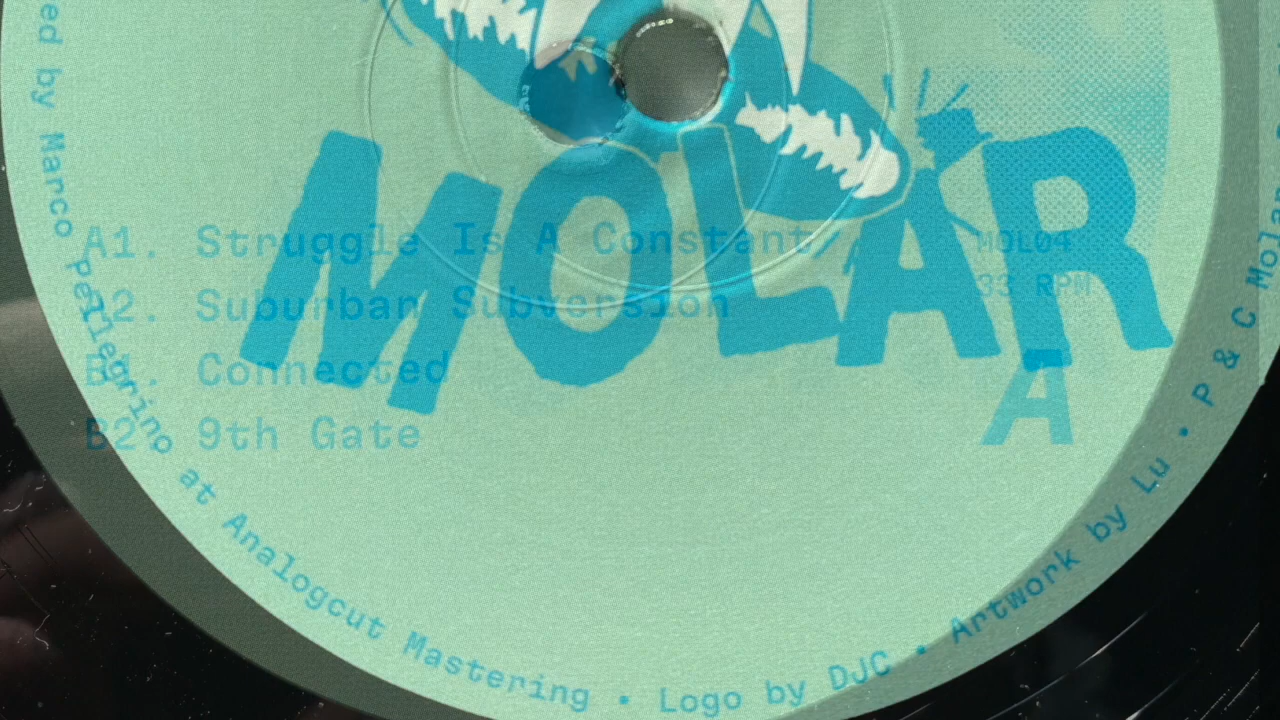 MOLAR
A1. Struggle Is A Constant
A2. Suburban Subversion
B1. Connected
B2. 9th Gate
MOL04
33 RPM
A
ed by Marco Pellegrino at Analogcut Mastering • Logo by DJC • Artwork by Lu • P & C Molar